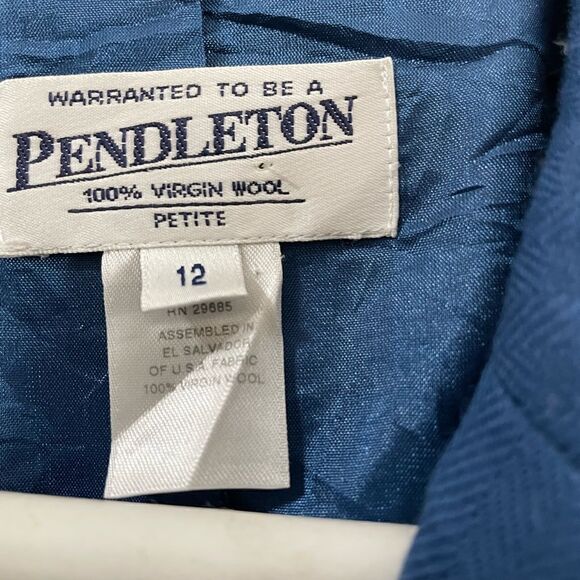 WARRANTED TO BE A
PENDLETON
100% VIRGIN WOOL
PETITE
12
RN 29685
ASSEMBLED IN
EL SALVADOR
OF U.S.A. FABRIC
100% VIRGIN WOOL